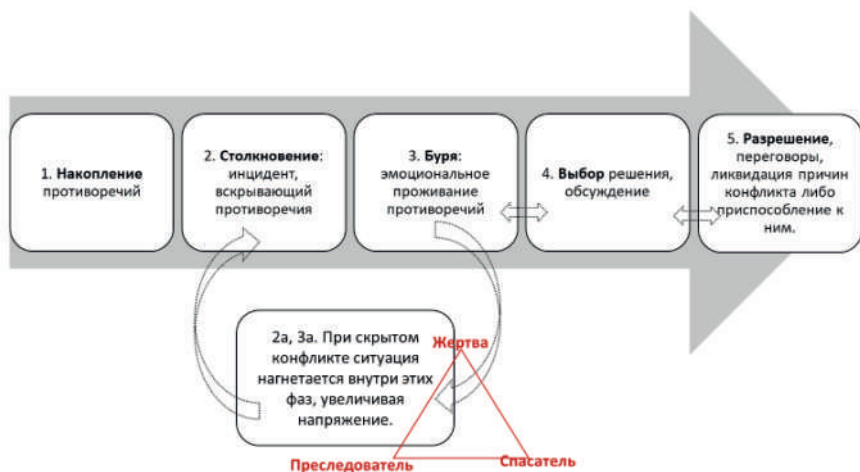 1. Накопление
противоречий
2. Столкновение:
инцидент,
вскрывающий
противоречия
3. Буря:
эмоциональное
проживание
противоречий
4. Выбор решения,
обсуждение
5. Разрешение,
переговоры,
ликвидация причин
конфликта либо
приспособление к
ним.
2а, 3а. При скрытом
конфликте ситуация
нагнетается внутри этих
фаз, увеличивая
напряжение.
Жертва
Преследователь
Спасатель